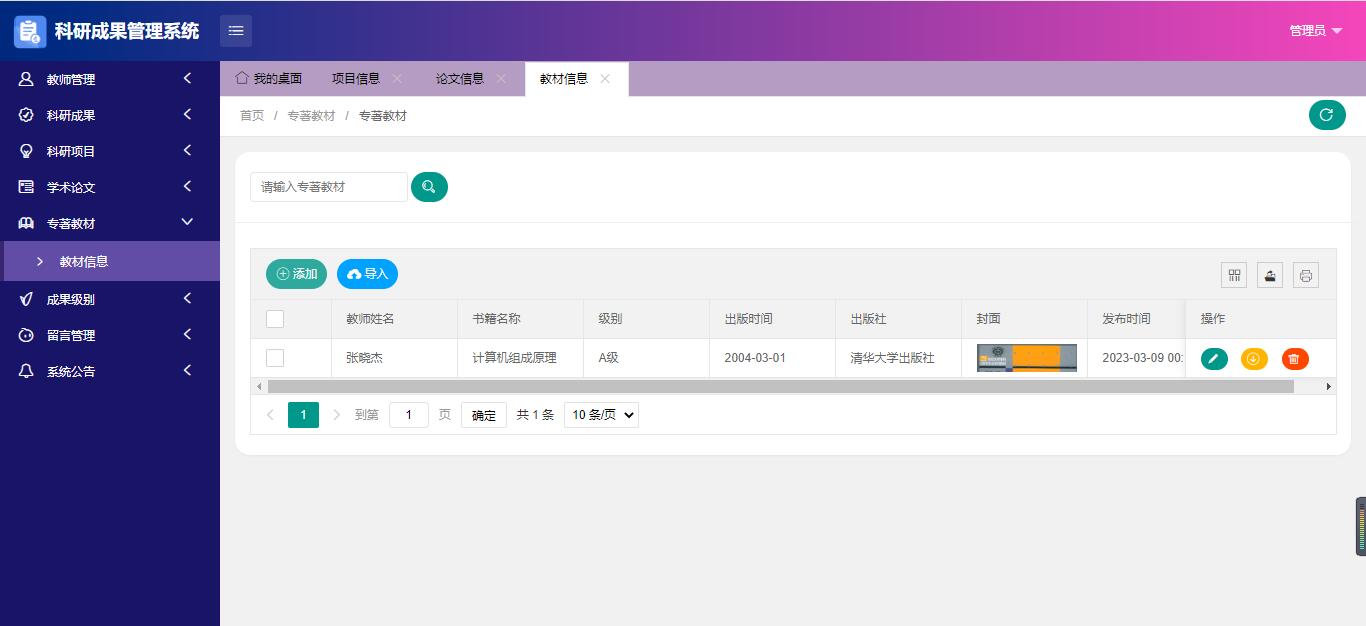 科研成果管理系统
管理员
教师管理
科研成果
科研项目
学术论文
专著教材
教材信息
成果级别
留言管理
系统公告
我的桌面 项目信息 论文信息 教材信息
首页 / 专著教材 / 专著教材
请输入专著教材
添加 导入
教师姓名 书籍名称 级别 出版时间 出版社 封面 发布时间 操作
张晓杰 计算机组成原理 A级 2004-03-01 清华大学出版社 2023-03-09 00:
1 到第 1 页 确定 共 1 条 10 条/页